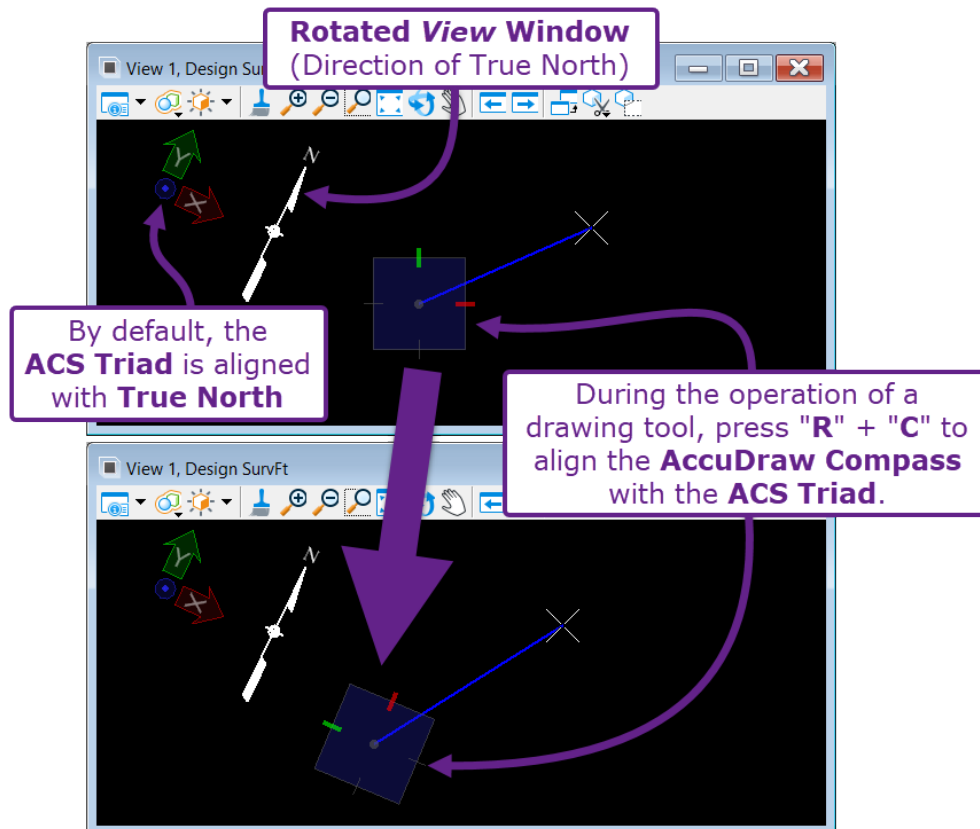 Rotated View Window
(Direction of True North)
View 1, Design Su
N
Y
X
By default, the
ACS Triad is aligned
with True North
During the operation of a
drawing tool, press "R" + "C" to
align the AccuDraw Compass
with the ACS Triad.
View 1, Design SurvFt
N
Y
X